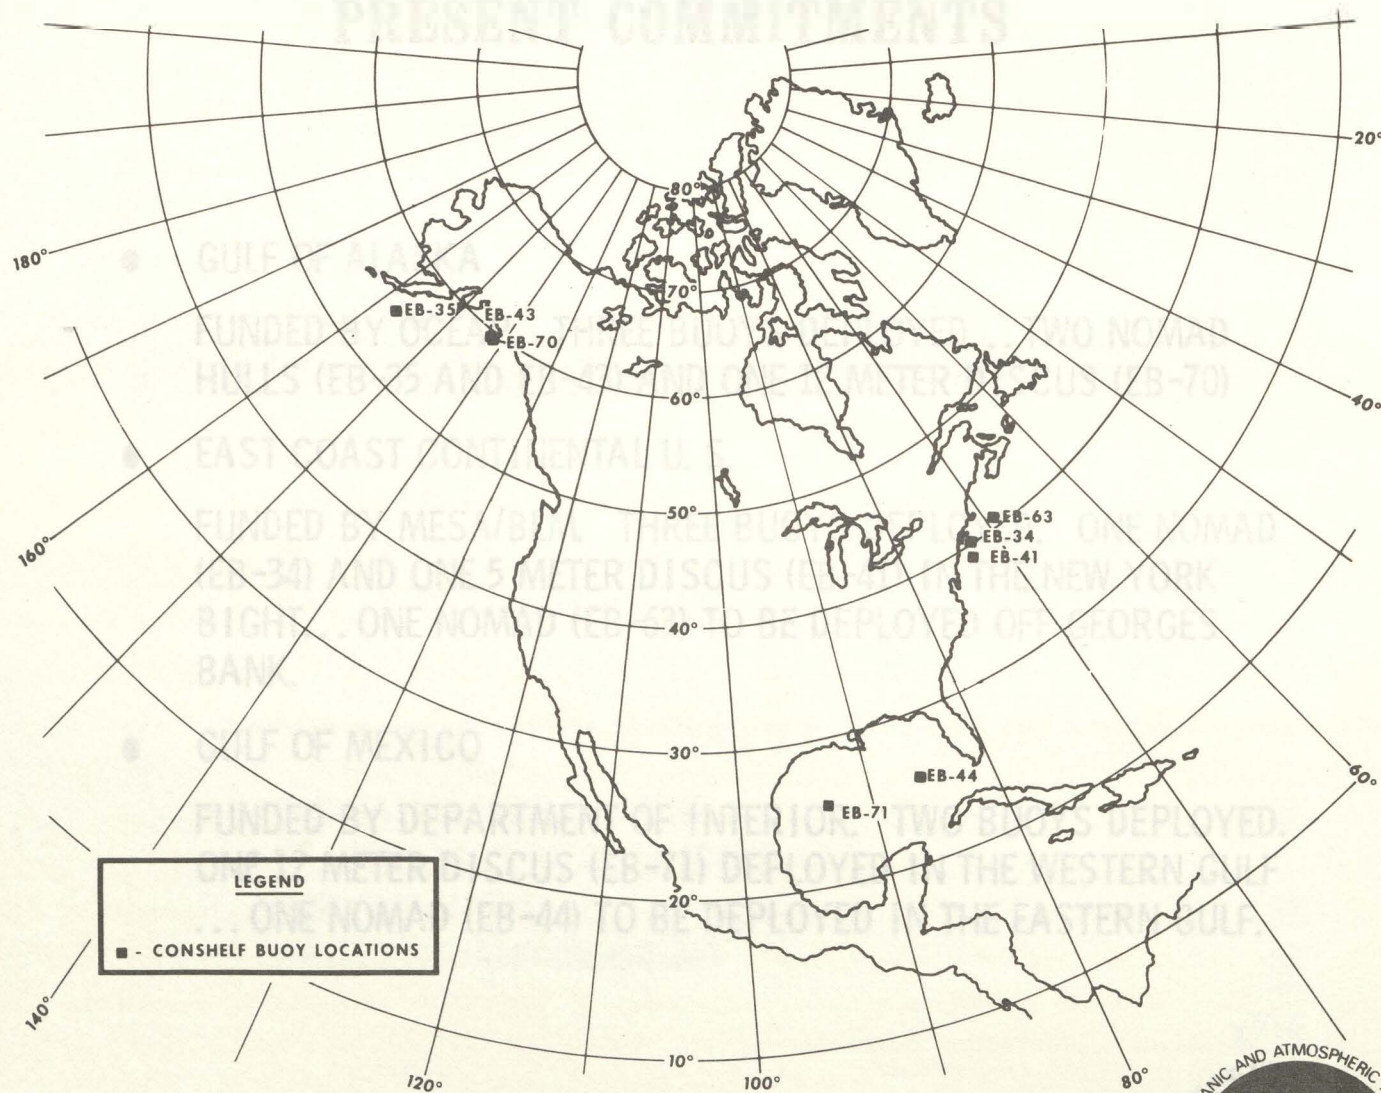 PRESENT COMMITMENTS
GULF OF ALASKA
FUNDED BY THREE BUOYS DEPLOYED... TWO NOMAD
HULLS (EB-35 AND EB-43) AND ONE 12 METER DISCUS (EB-70)
EAST COAST CONTINENTAL U. S.
FUNDED BY MESA/BLM. THREE BUOYS DEPLOYED. ONE NOMAD
(EB-34) AND ONE 5 METER DISCUS (EB-41) IN THE NEW YORK
BIGHT... ONE NOMAD (EB-63) TO BE DEPLOYED OFF GEORGES
BANK.
GULF OF MEXICO
FUNDED BY DEPARTMENT OF INTERIOR. TWO BUOYS DEPLOYED.
ONE 12 METER DISCUS (EB-71) DEPLOYED IN THE WESTERN GULF
... ONE NOMAD (EB-44) TO BE DEPLOYED IN THE EASTERN GULF.
20°
80°
180°
70°
EB-35
EB-43
EB-70
60°
40°
50°
EB-63
EB-34
EB-41
160°
40°
30°
EB-44
EB-71
60°
20°
LEGEND
■ - CONSHELF BUOY LOCATIONS
140°
10°
120°
100°
80°
ANIC AND ATMOSPHERIC